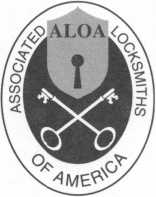 ASSOCIATED LOCKSMITHS
OF AMERICA
ALOA